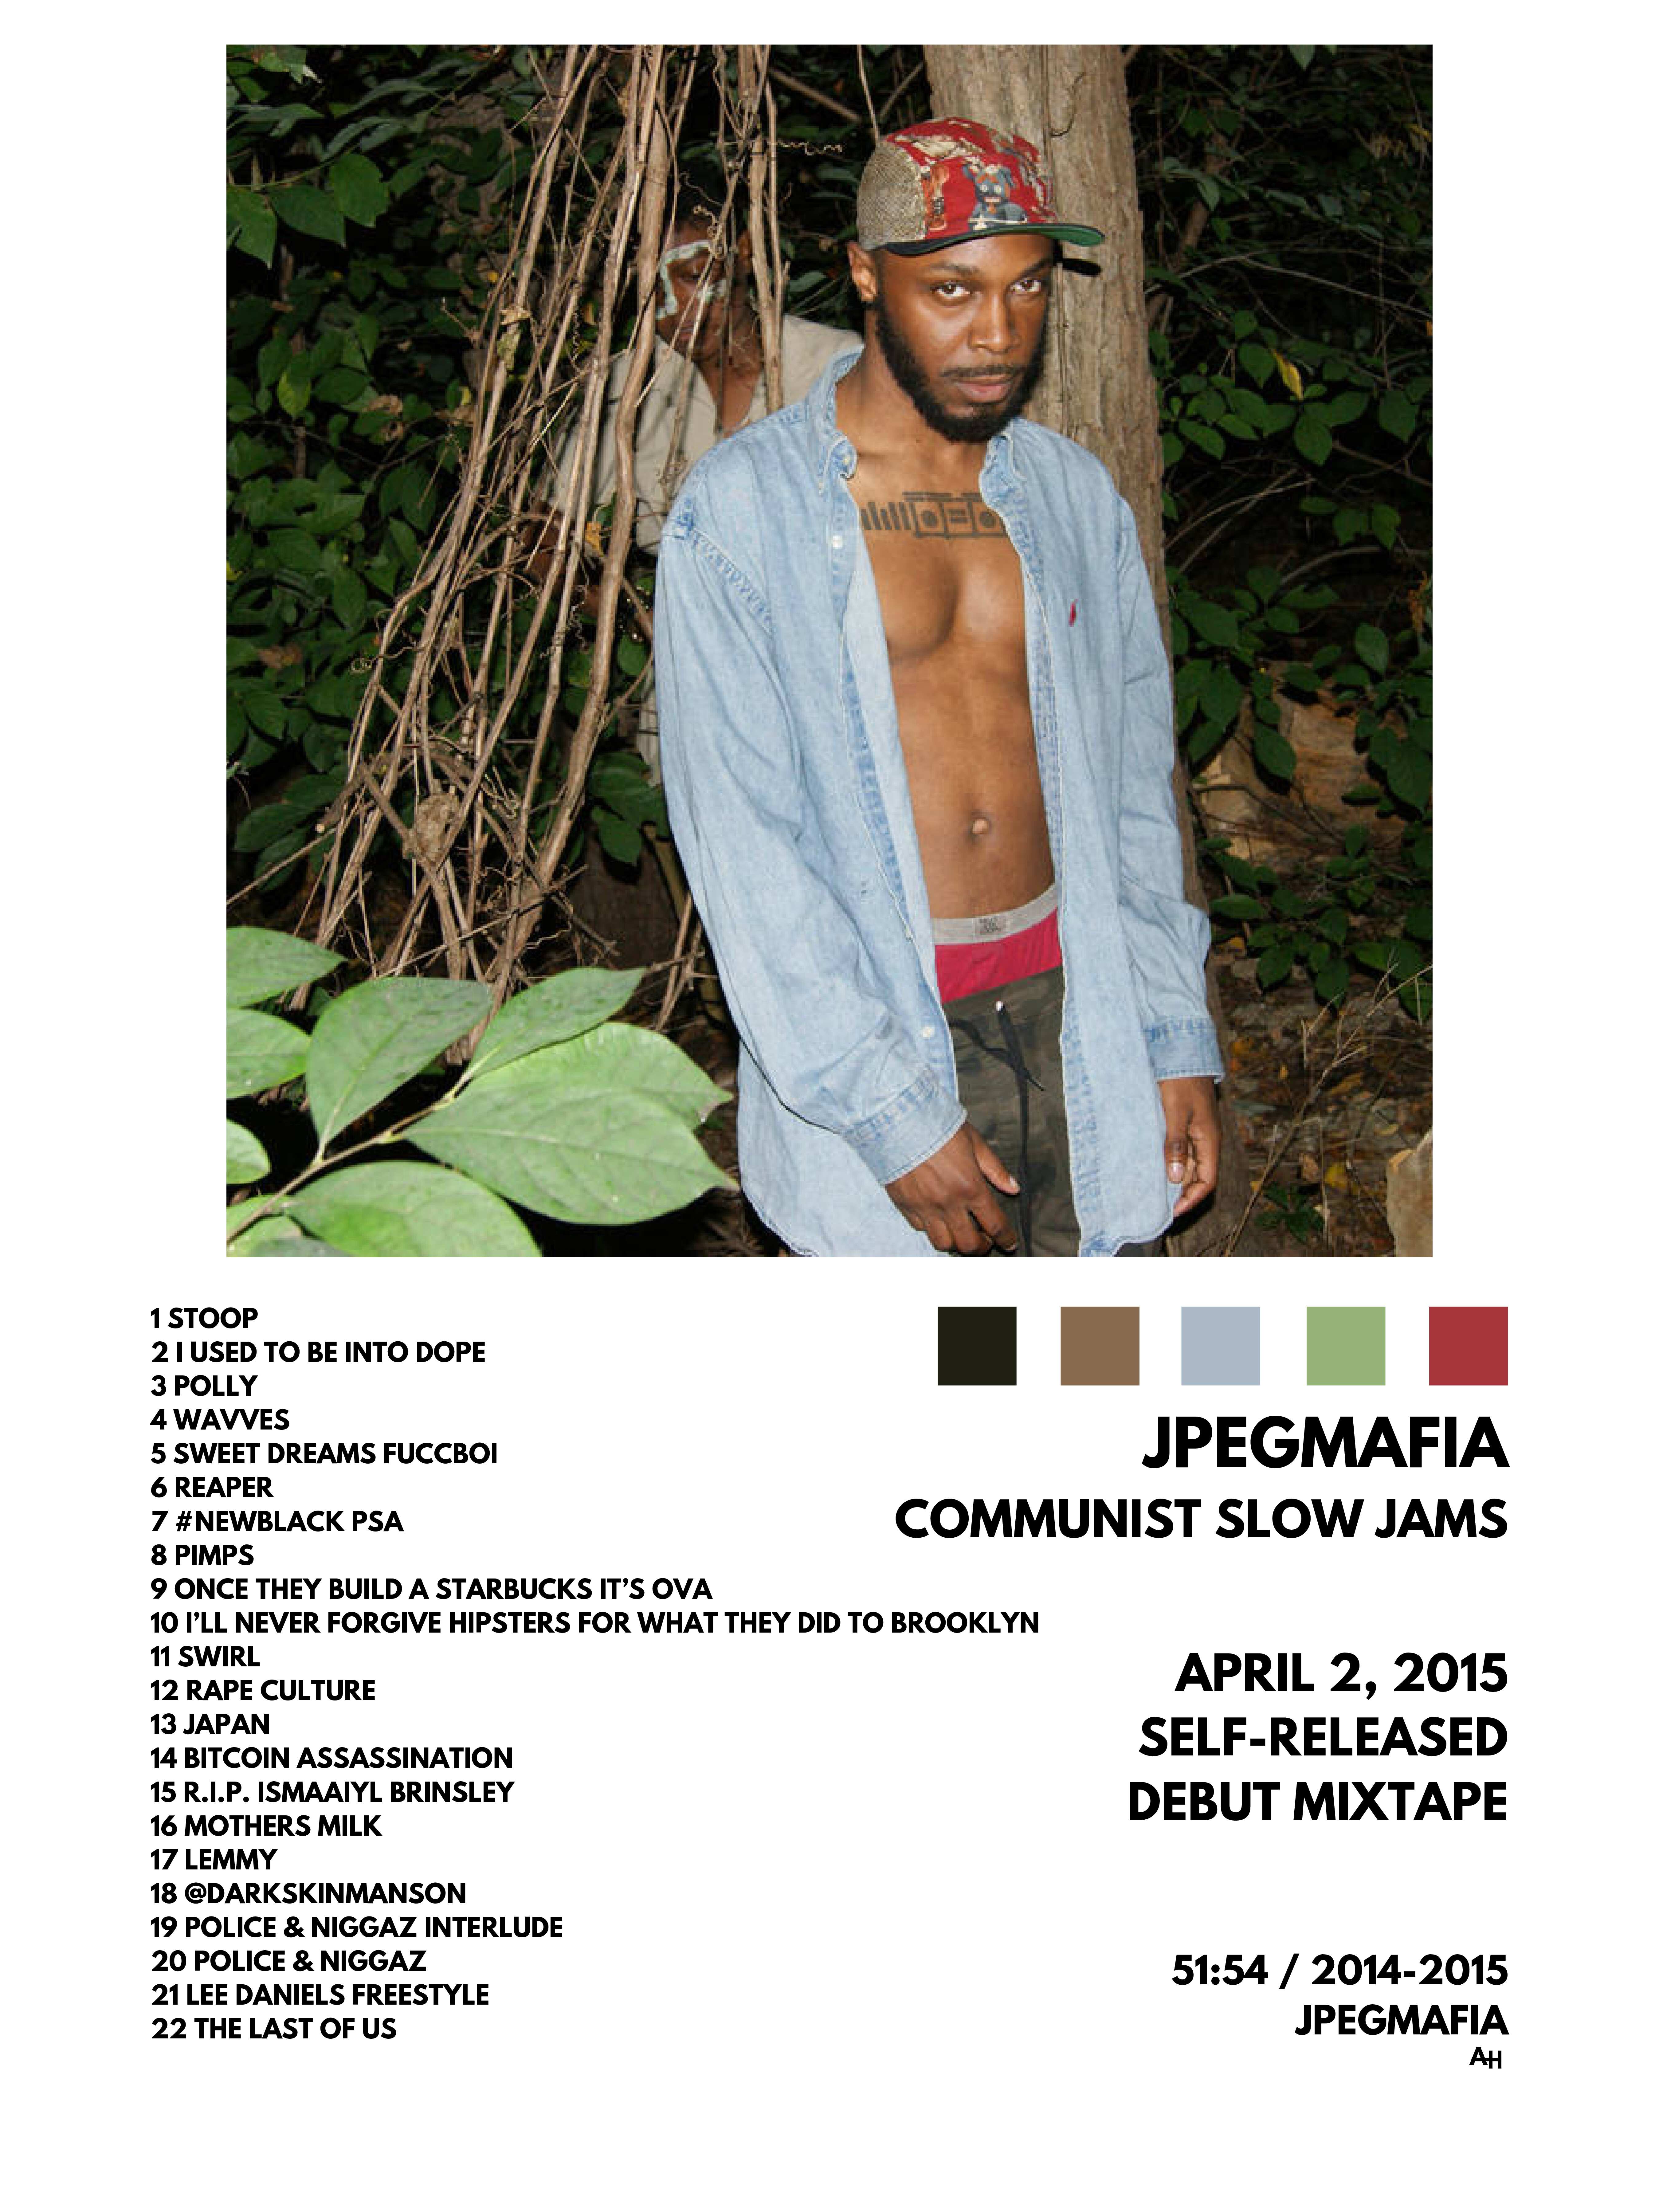 1 STOOP
2 I USED TO BE INTO DOPE
3 POLLY
4 WAVVES
5 SWEET DREAMS FUCCBOI
6 REAPER
7 #NEWBLACK PSA
8 PIMPS
9 ONCE THEY BUILD A STARBUCKS IT’S OVA
10 I’LL NEVER FORGIVE HIPSTERS FOR WHAT THEY DID TO BROOKLYN
11 SWIRL
12 RAPE CULTURE
13 JAPAN
14 BITCOIN ASSASSINATION
15 R.I.P. ISMAAIYL BRINSLEY
16 MOTHERS MILK
17 LEMMY
18 @DARKSKINMANSON
19 POLICE & NIGGAZ INTERLUDE
20 POLICE & NIGGAZ
21 LEE DANIELS FREESTYLE
22 THE LAST OF US
JPEGMAFIA
COMMUNIST SLOW JAMS
APRIL 2, 2015
SELF-RELEASED
DEBUT MIXTAPE
51:54 / 2014-2015
JPEGMAFIA
AH